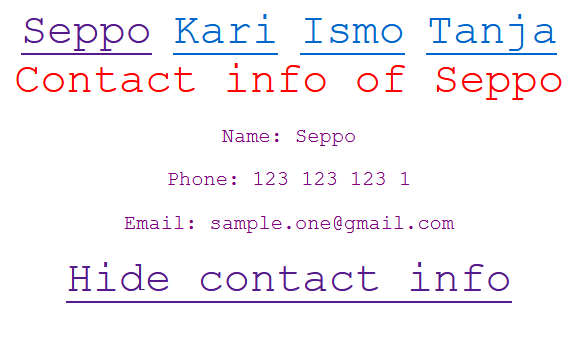 Seppo Kari Ismo Tanja
Contact info of Seppo
Name: Seppo
Phone: 123 123 123 1
Email: sample.one@gmail.com
Hide contact info